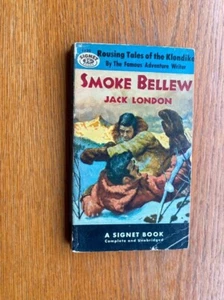 SIGNET
Rousing Tales of the Klondike
By The Famous Adventure Writer
SMOKE BELLEW
JACK LONDON
A SIGNET BOOK
Complete and Unabridged